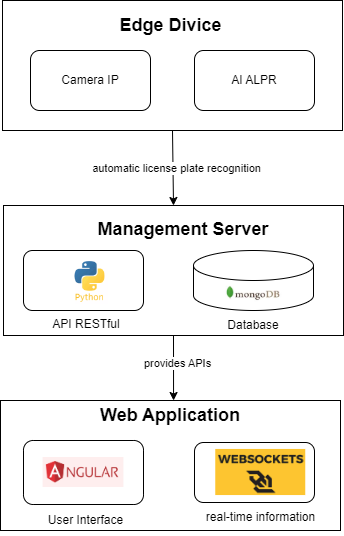 Edge Divice
Camera IP
AI ALPR
automatic license plate recognition
Management Server
Python
mongoDB
API RESTful
Database
provides APIs
Web Application
ANGULAR
WEBSOCKETS
User Interface
real-time information